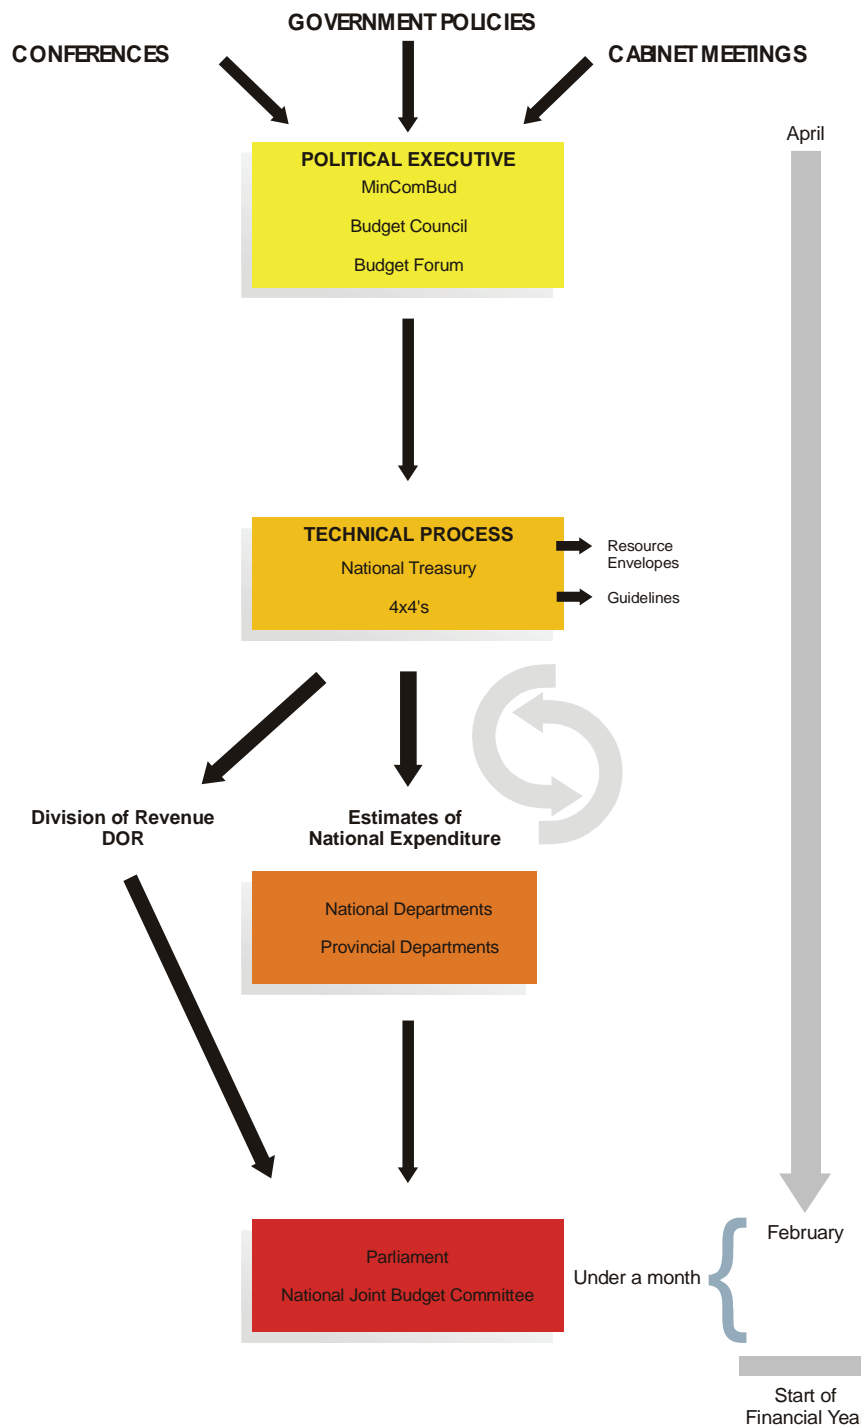 GOVERNMENT POLICIES
CONFERENCES
CABINET MEETINGS
April
POLITICAL EXECUTIVE
MinComBud
Budget Council
Budget Forum
TECHNICAL PROCESS
National Treasury
4x4's
Resource
Envelopes
Guidelines
Division of Revenue
DOR
Estimates of
National Expenditure
National Departments
Provincial Departments
Parliament
National Joint Budget Committee
Under a month
February
Start of
Financial Yea